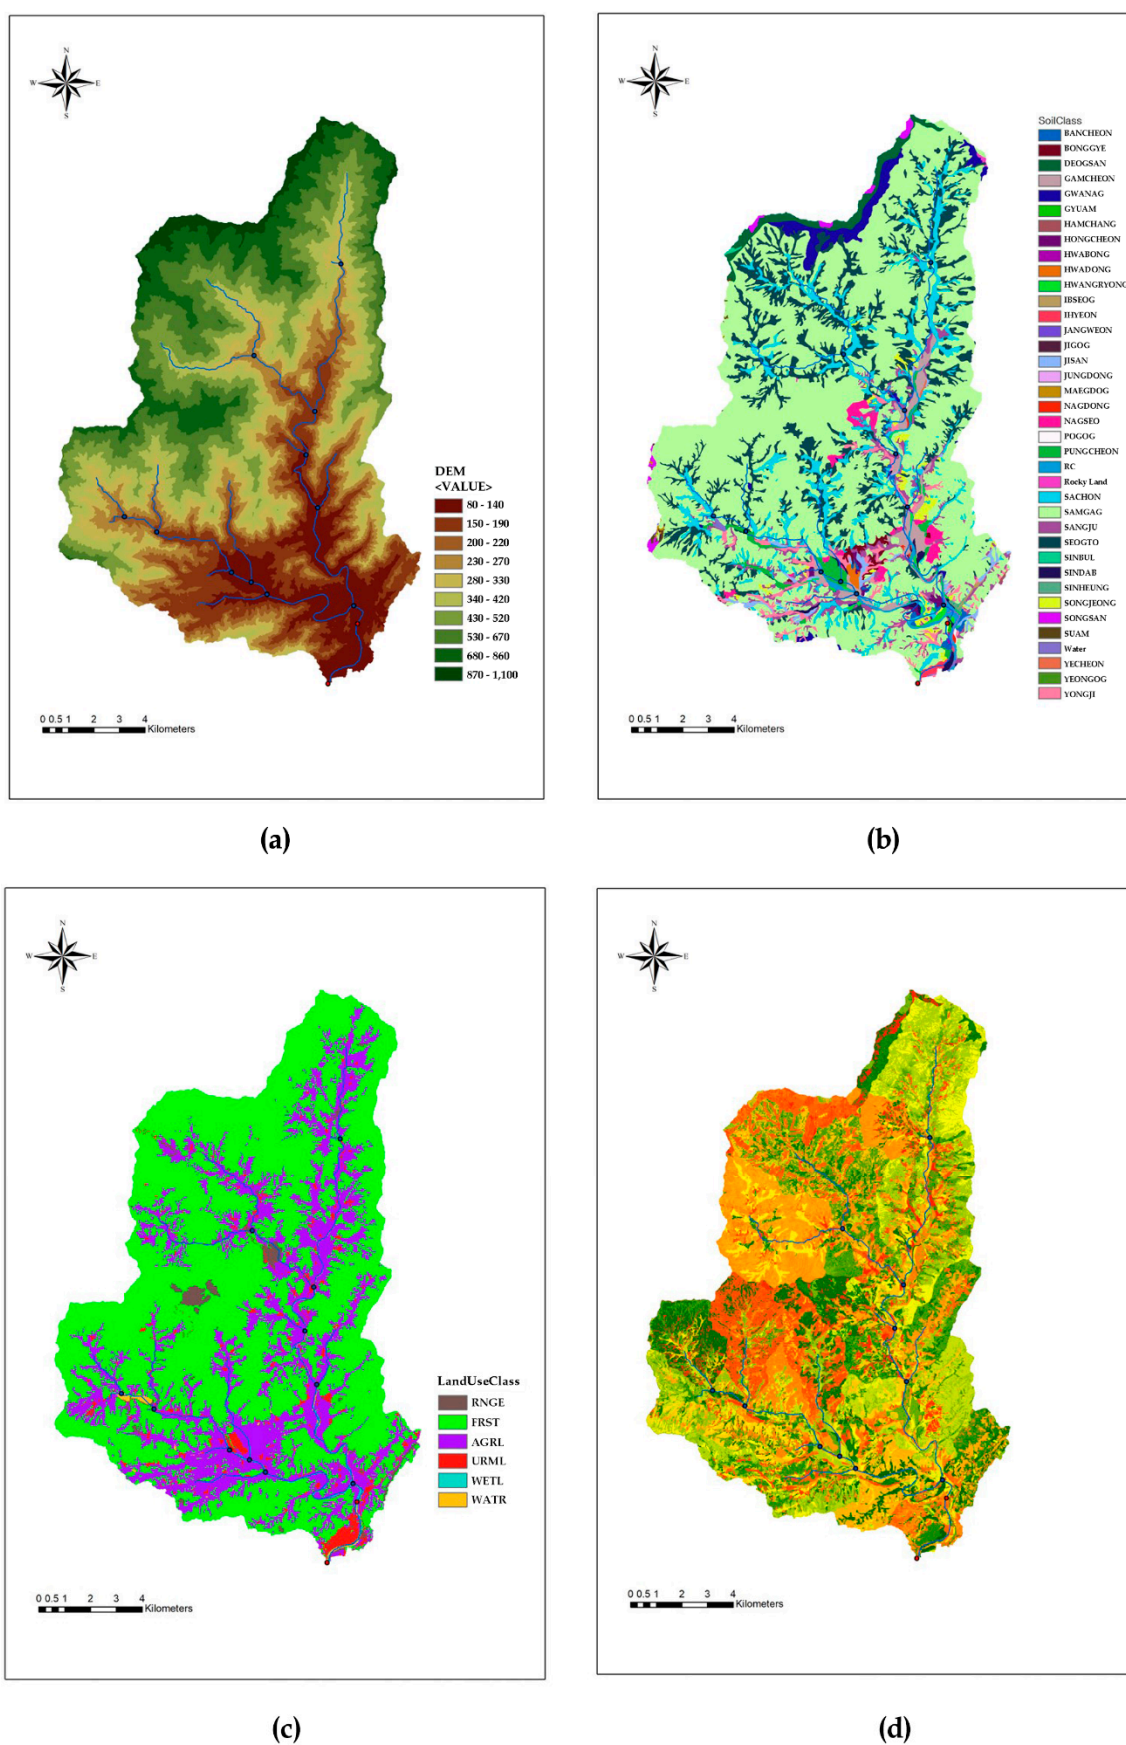 N
W E
S
DEM
<VALUE>
80 - 140
150 - 190
200 - 220
230 - 270
280 - 330
340 - 420
430 - 520
530 - 670
680 - 860
870 - 1,100
0 0.5 1 2 3 4
Kilometers
(a)
N
W E
S
SoilClass
BANCHEON
BONGGYE
DEOGSAN
GAMCHEON
GWANAG
GYUAM
HAMCHANG
HONGCHEON
HWABONG
HWADONG
HWANGRYONG
IBSEOG
IHYEON
JANGWEON
JIGOG
JISAN
JUNGDONG
MAEGDOG
NAGDONG
NAGSEO
POGOG
PUNGCHEON
RC
Rocky Land
SACHON
SAMGAG
SANGJU
SEOGTO
SINBUL
SINDAB
SINHEUNG
SONGJEONG
SONGSAN
SUAM
Water
YECHEON
YEONGOG
YONGJI
0 0.5 1 2 3 4
Kilometers
(b)
N
W E
S
LandUseClass
RNGE
FRST
AGRL
URML
WETL
WATR
0 0.5 1 2 3 4
Kilometers
(c)
N
W E
S
0 0.5 1 2 3 4
Kilometers
(d)